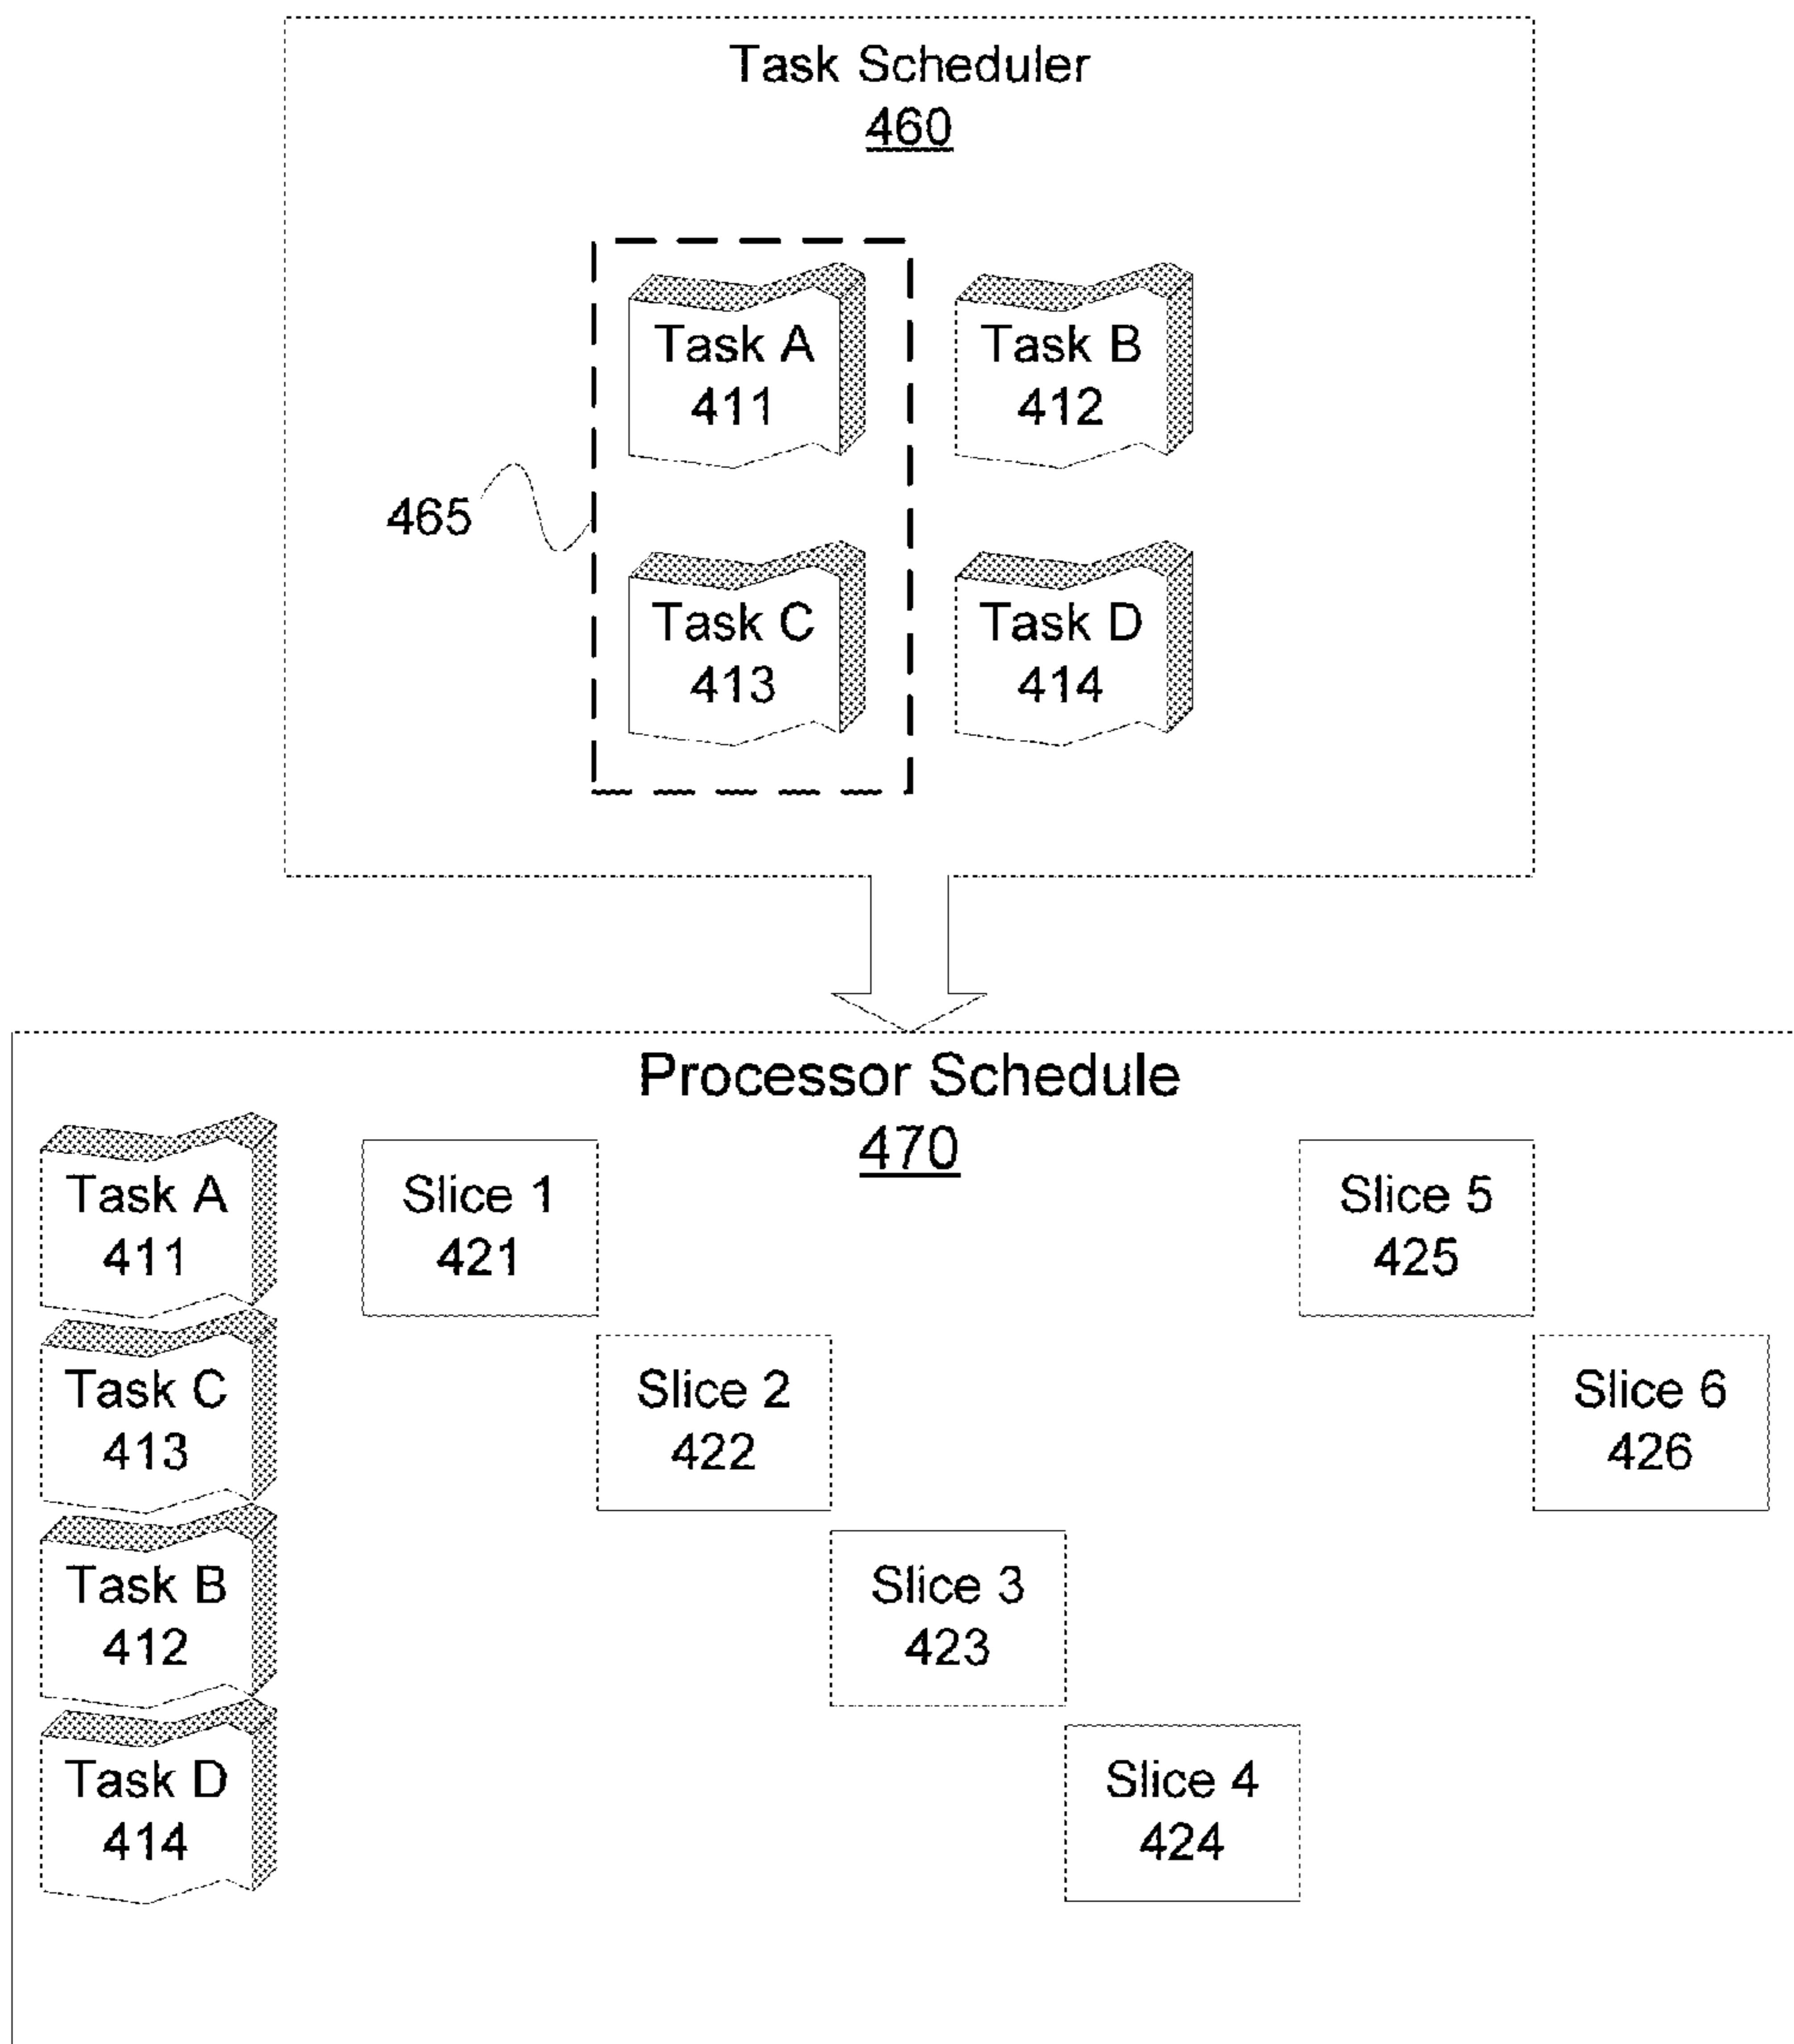 Task Scheduler
460
Task A
411
Task B
412
465
Task C
413
Task D
414
Processor Schedule
470
Task A
411
Slice 1
421
Slice 5
425
Task C
413
Slice 2
422
Slice 6
426
Task B
412
Slice 3
423
Task D
414
Slice 4
424